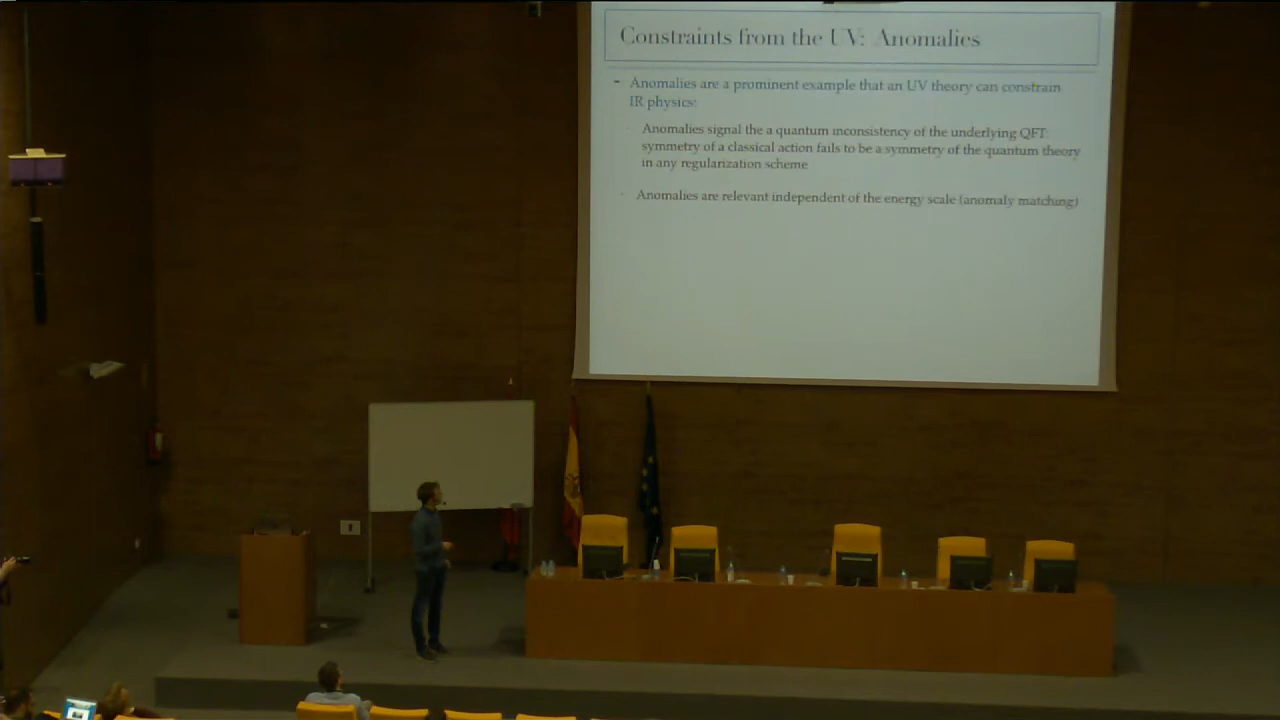 Constraints from the UV: Anomalies
- Anomalies are a prominent example that an UV theory can constrain
IR physics:
· Anomalies signal the a quantum inconsistency of the underlying QFT:
symmetry of a classical action fails to be a symmetry of the quantum theory
in any regularization scheme
· Anomalies are relevant independent of the energy scale (anomaly matching)